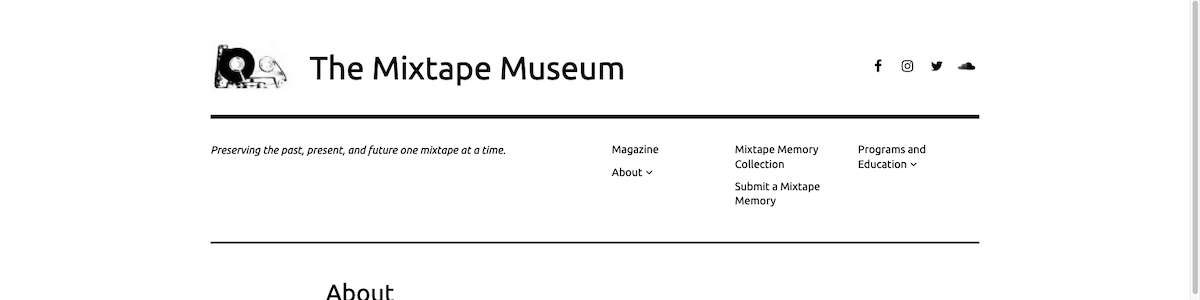 The Mixtape Museum
Preserving the past, present, and future one mixtape at a time.
Magazine
About
Mixtape Memory
Collection
Submit a Mixtape
Memory
Programs and
Education
About